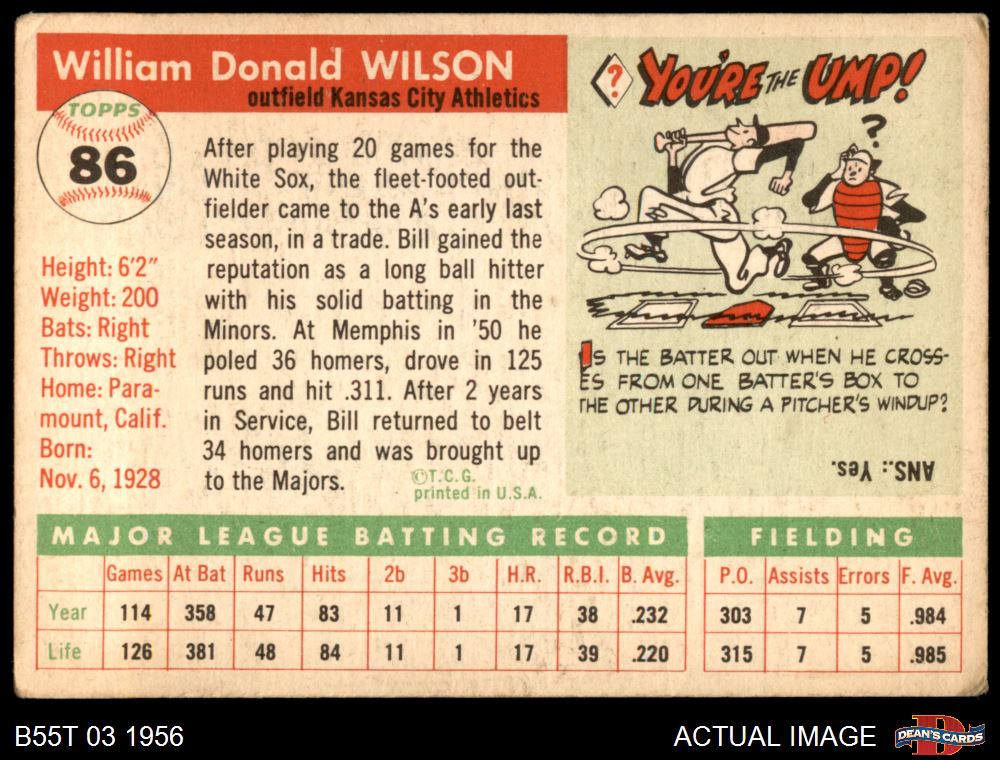 William Donald WILSON
outfield Kansas City Athletics
TOPPS
86
Height: 6'2"
Weight: 200
Bats: Right
Throws: Right
Home: Para-
mount, Calif.
Born:
Nov. 6, 1928
After playing 20 games for the
White Sox, the fleet-footed out-
fielder came to the A's early last
season, in a trade. Bill gained the
reputation as a long ball hitter
with his solid batting in the
Minors. At Memphis in '50 he
poled 36 homers, drove in 125
runs and hit .311. After 2 years
in Service, Bill returned to belt
34 homers and was brought up
to the Majors.
©T.C.G.
printed in U.S.A.
? YOU'RE THE UMP!
?
IS THE BATTER OUT WHEN HE CROSS-
ES FROM ONE BATTER'S BOX TO
THE OTHER DURING A PITCHER'S WINDUP?
ANS.: Yes.
MAJOR LEAGUE BATTING RECORD
Games At Bat Runs Hits 2b 3b H.R. R.B.I. B. Avg.
Year 114 358 47 83 11 1 17 38 .232
Life 126 381 48 84 11 1 17 39 .220
FIELDING
P.O. Assists Errors F. Avg.
303 7 5 .984
315 7 5 .985
B55T 03 1956
ACTUAL IMAGE
D
DEAN'S CARDS